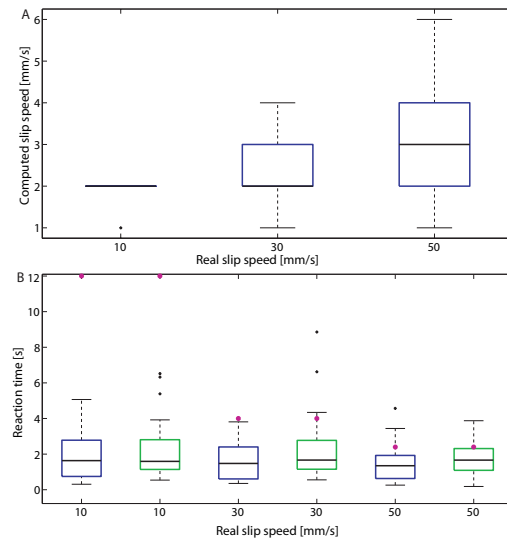 A
Computed slip speed [mm/s]
6
5
4
3
2
1
10 30 50
Real slip speed [mm/s]
B
Reaction time [s]
12
10
8
6
4
2
0
10 10 30 30 50 50
Real slip speed [mm/s]